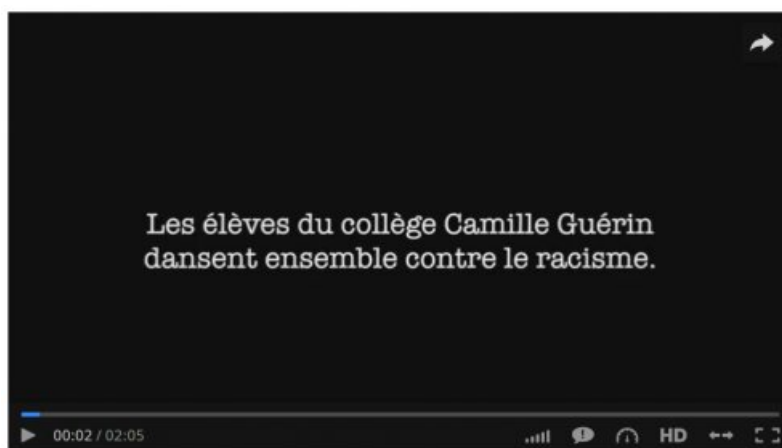 Les élèves du collège Camille Guérin
dansent ensemble contre le racisme.
00:02 / 02:05 HD